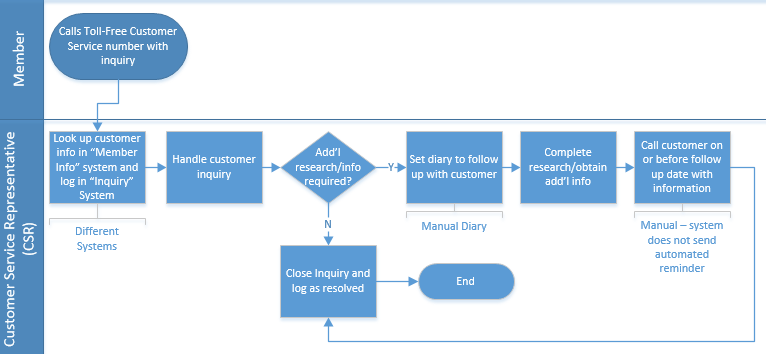 Member
Calls Toll-Free Customer
Service number with
inquiry
Customer Service Representative
(CSR)
Look up customer
info in “Member
Info” system and
log in “Inquiry”
System
Different
Systems
Handle customer
inquiry
Add’l
research/info
required?
Y
N
Set diary to follow
up with customer
Manual Diary
Complete
research/obtain
add’l info
Call customer on
or before follow
up date with
information
Manual – system
does not send
automated
reminder
Close Inquiry and
log as resolved
End